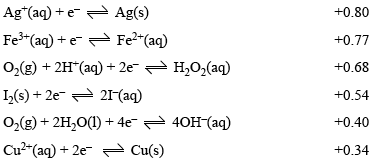 Ag⁺(aq) + e⁻ ⇌ Ag(s) +0.80
Fe³⁺(aq) + e⁻ ⇌ Fe²⁺(aq) +0.77
O₂(g) + 2H⁺(aq) + 2e⁻ ⇌ H₂O₂(aq) +0.68
I₂(s) + 2e⁻ ⇌ 2I⁻(aq) +0.54
O₂(g) + 2H₂O(l) + 4e⁻ ⇌ 4OH⁻(aq) +0.40
Cu²⁺(aq) + 2e⁻ ⇌ Cu(s) +0.34